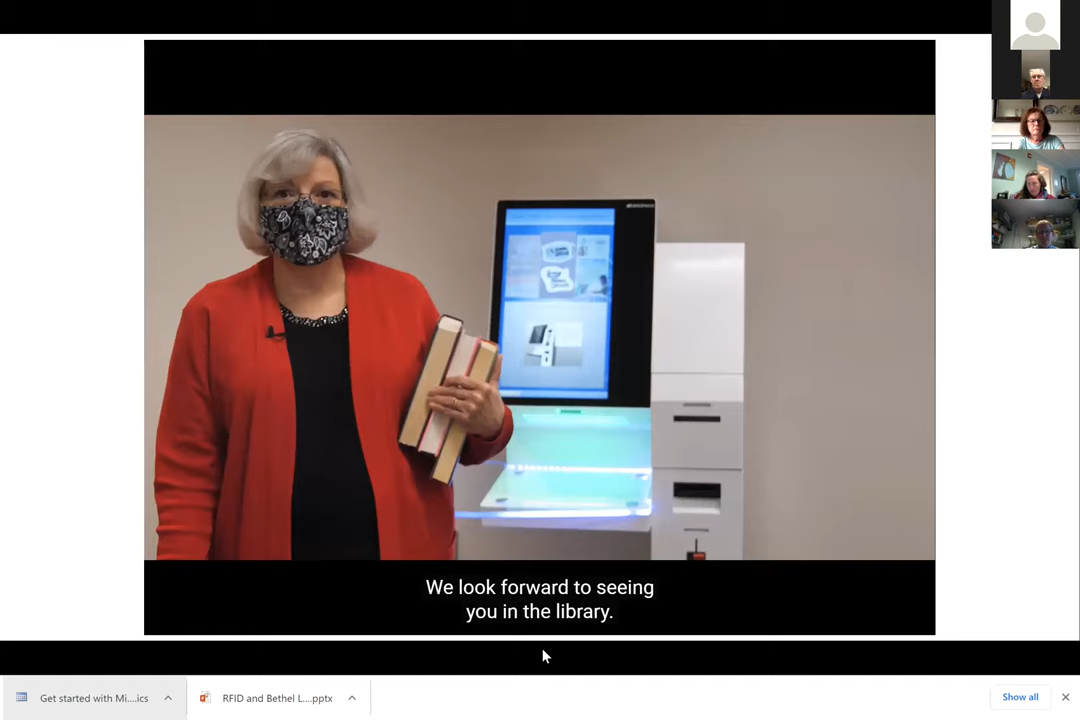 We look forward to seeing
you in the library.
Get started with Mi....ics
RFID and Bethel L....pptx
Show all